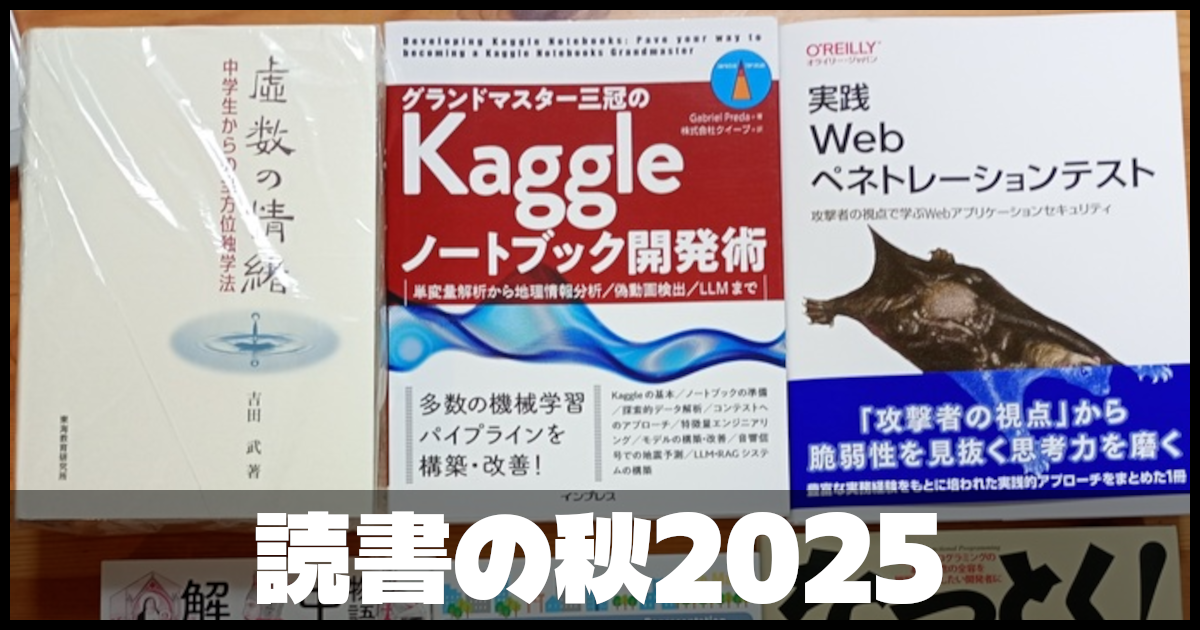 虚数の情緒
中学生からの全方位独学法
吉田 武 著
東海教育研究所
Developing Kaggle Notebooks: Pave your way to
becoming a Kaggle Notebooks Grandmaster
グランドマスター三冠の
Gabriel Preda=著
株式会社クイープ=訳
Kaggle
ノートブック開発術
単変量解析から地理情報分析/偽動画検出/LLMまで
多数の機械学習
パイプラインを
構築・改善!
Kaggleの基本/ノートブックの準備
/探索的データ解析/コンテストへ
のアプローチ/特徴量エンジニアリ
ング/モデルの構築・改善/音響信
号での地震予測/LLM・RAGシステ
ムの構築
インプレス
O'REILLY
オライリー・ジャパン
実践
Web
ペネトレーションテスト
攻撃者の視点で学ぶWebアプリケーションセキュリティ
「攻撃者の視点」から
脆弱性を見抜く思考力を磨く
豊富な実務経験をもとに培われた実践的アプローチをまとめた1冊
読書の秋2025
解